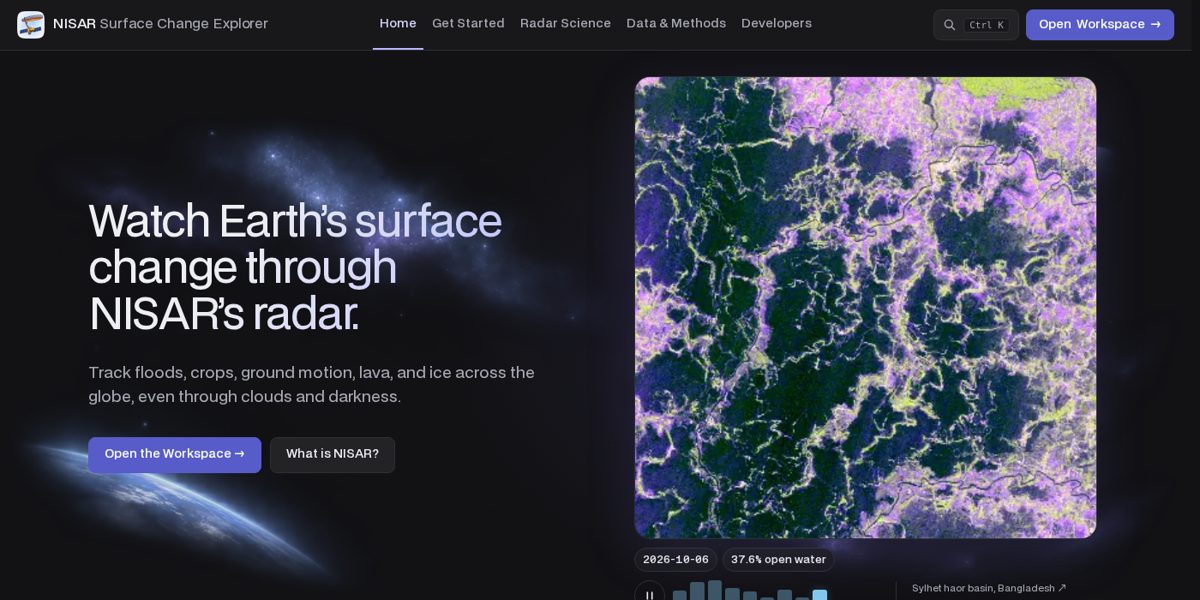 NISAR Surface Change Explorer
Home
Get Started
Radar Science
Data & Methods
Developers
Ctrl K
Open Workspace →
Watch Earth's surface
change through
NISAR's radar.
Track floods, crops, ground motion, lava, and ice across the
globe, even through clouds and darkness.
Open the Workspace →
What is NISAR?
2026-10-06
37.6% open water
Sylhet haor basin, Bangladesh ↗